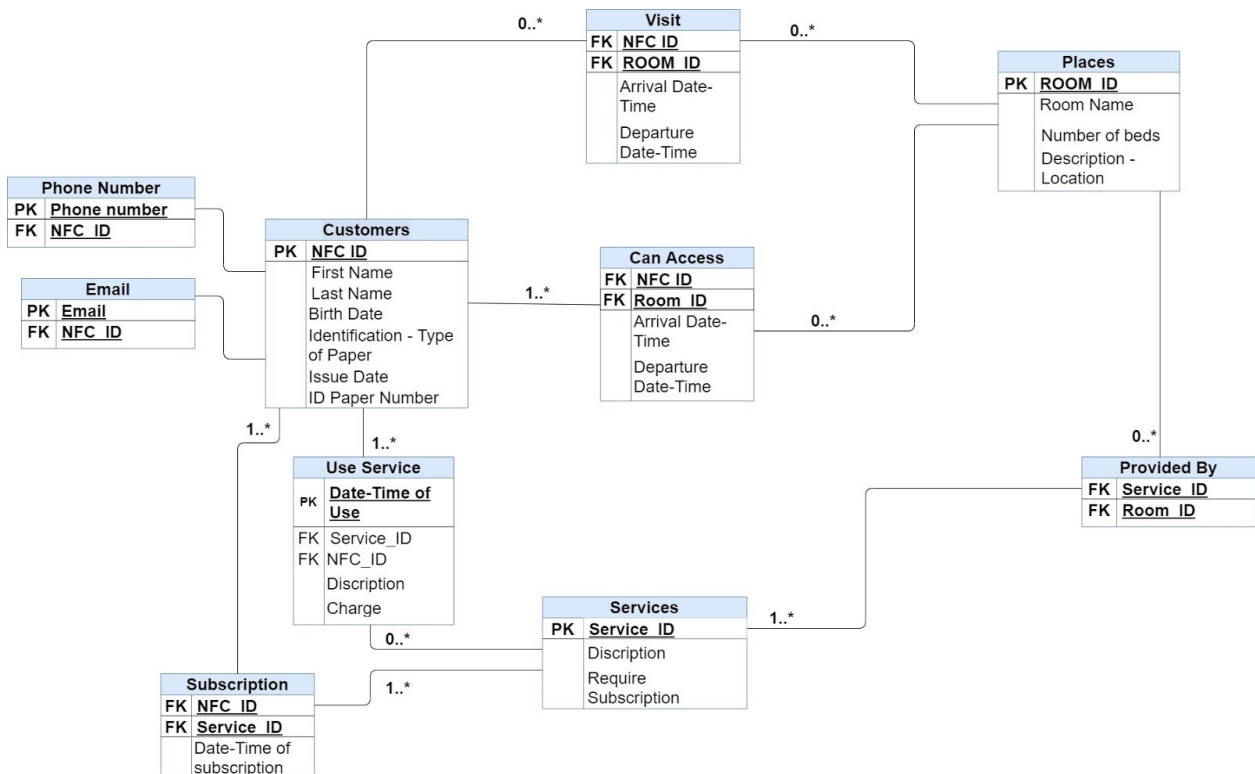 Visit
FK NFC ID
FK ROOM_ID
Arrival Date-
Time
Departure
Date-Time
0..*
0..*
Places
PK ROOM_ID
Room Name
Number of beds
Description -
Location
Phone Number
PK Phone number
FK NFC_ID
Email
PK Email
FK NFC_ID
Customers
PK NFC ID
First Name
Last Name
Birth Date
Identification - Type
of Paper
Issue Date
ID Paper Number
1..*
Can Access
FK NFC ID
FK Room_ID
Arrival Date-
Time
Departure
Date-Time
0..*
1..*
1..*
0..*
Use Service
PK Date-Time of
Use
FK Service_ID
FK NFC_ID
Discription
Charge
0..*
Provided By
FK Service_ID
FK Room_ID
Services
PK Service_ID
Discription
Require
Subscription
1..*
1..*
Subscription
FK NFC_ID
FK Service_ID
Date-Time of
subscription